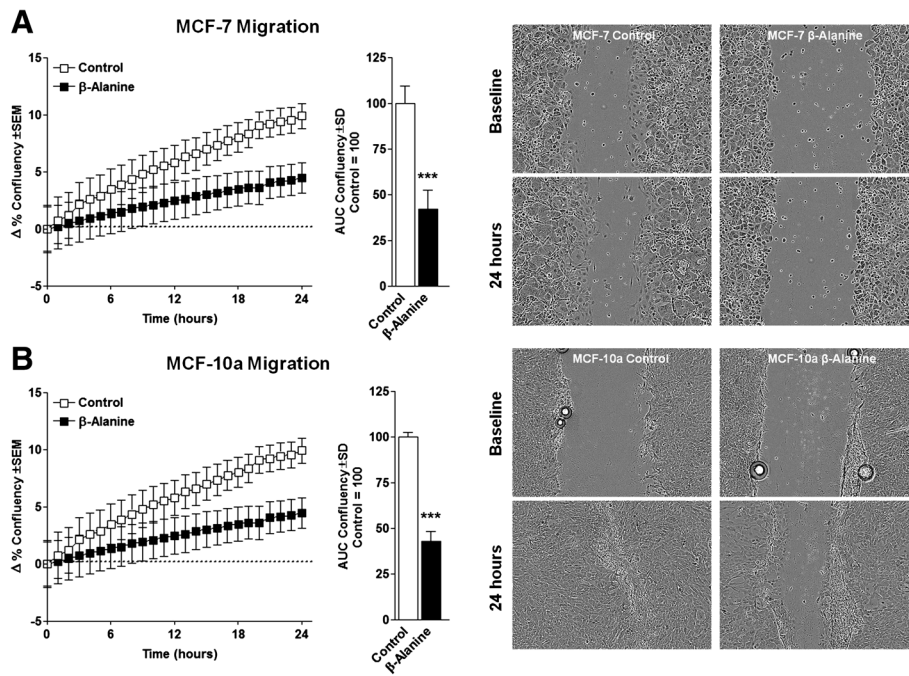 A
MCF-7 Migration
Δ % Confluency ±SEM
15
10
5
0
-5
Control
β-Alanine
0
6
12
18
24
Time (hours)
AUC Confluency±SD
Control = 100
125
100
75
50
25
0
***
Control
β-Alanine
MCF-7 Control
MCF-7 β-Alanine
Baseline
24 hours
B
MCF-10a Migration
Δ % Confluency ±SEM
15
10
5
0
-5
Control
β-Alanine
0
6
12
18
24
Time (hours)
AUC Confluency±SD
Control = 100
125
100
75
50
25
0
***
Control
β-Alanine
MCF-10a Control
MCF-10a β-Alanine
Baseline
24 hours